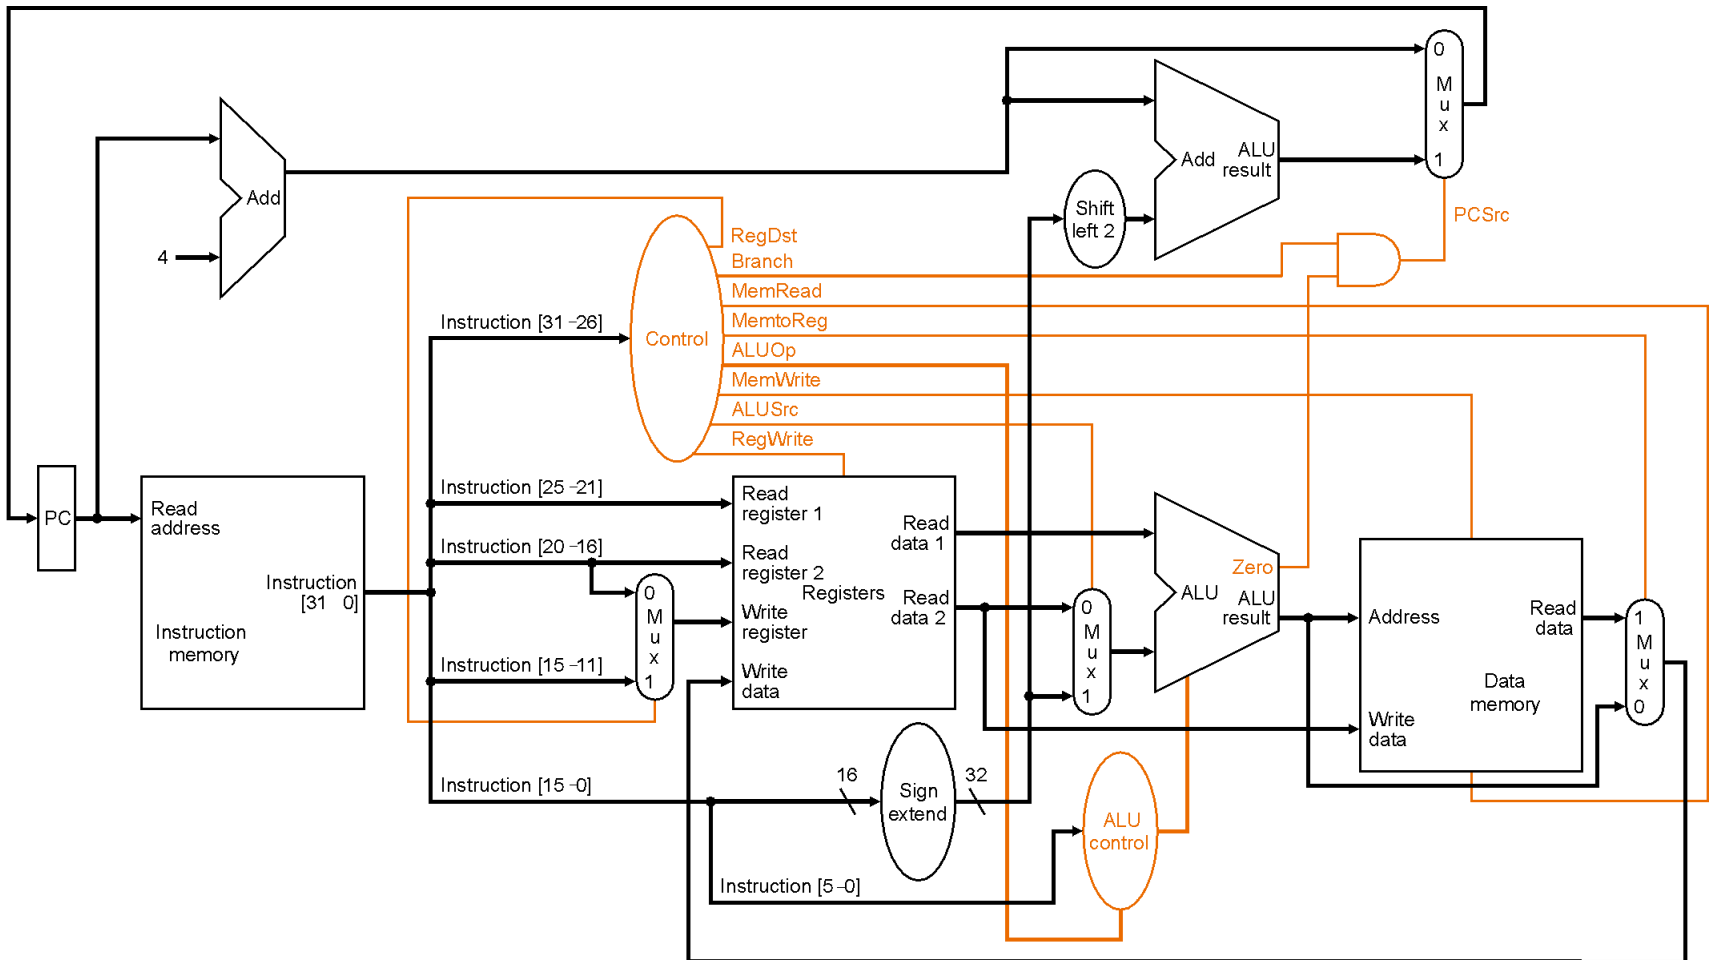 0
M
u
x
1
Add
ALU
result
Add
4
Shift
left 2
PCSrc
RegDst
Branch
MemRead
MemtoReg
ALUOp
MemWrite
ALUSrc
RegWrite
Control
Instruction [31–26]
Instruction [25–21]
Instruction [20–16]
Instruction [15–11]
Instruction [15–0]
Instruction [5–0]
PC
Read
address
Instruction
[31 0]
Instruction
memory
0
M
u
x
1
Read
register 1
Read
register 2
Registers
Write
register
Write
data
Read
data 1
Read
data 2
0
M
u
x
1
Zero
ALU
ALU
result
Address
Read
data
Data
memory
Write
data
1
M
u
x
0
16
Sign
extend
32
ALU
control